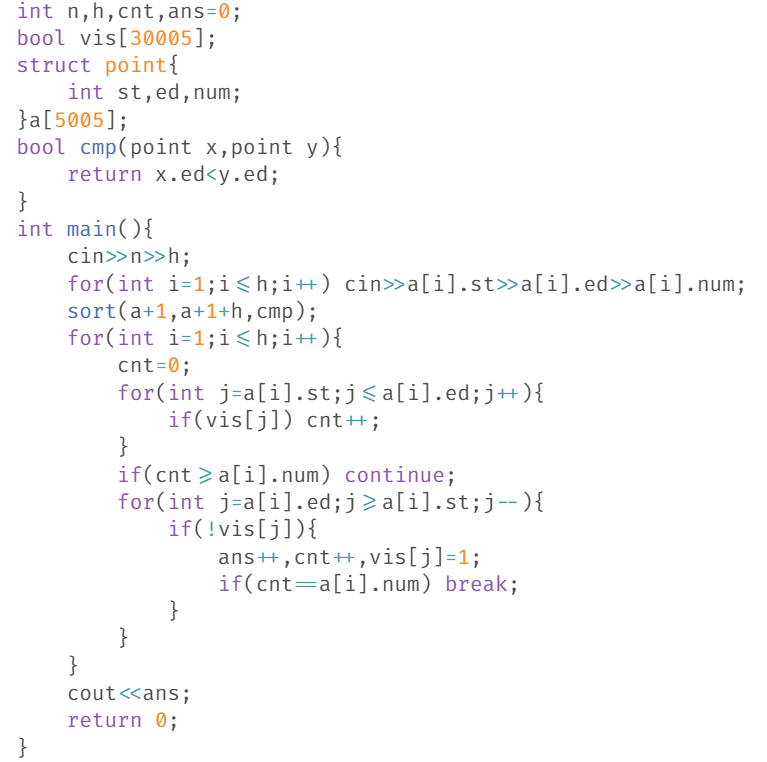 int n,h,cnt,ans=0;
bool vis[30005];
struct point{
    int st,ed,num;
}a[5005];
bool cmp(point x,point y){
    return x.ed<y.ed;
}
int main(){
    cin>>n>>h;
    for(int i=1;i<=h;i++) cin>>a[i].st>>a[i].ed>>a[i].num;
    sort(a+1,a+1+h,cmp);
    for(int i=1;i<=h;i++){
        cnt=0;
        for(int j=a[i].st;j<=a[i].ed;j++){
            if(vis[j]) cnt++;
        }
        if(cnt>=a[i].num) continue;
        for(int j=a[i].ed;j>=a[i].st;j--){
            if(!vis[j]){
                ans++,cnt++,vis[j]=1;
                if(cnt==a[i].num) break;
            }
        }
    }
    cout<<ans;
    return 0;
}